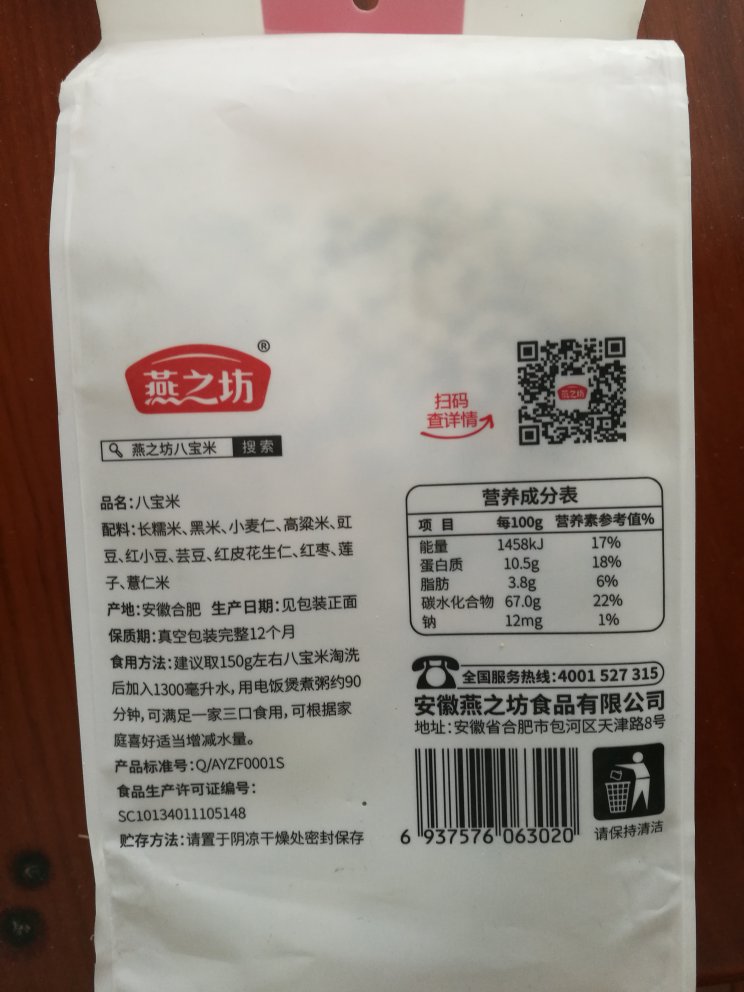 燕之坊®
燕之坊八宝米 搜索
扫码
查详情
燕之坊
品名:八宝米
配料:长糯米、黑米、小麦仁、高粱米、豇
豆、红小豆、芸豆、红皮花生仁、红枣、莲
子、薏仁米
产地:安徽合肥 生产日期:见包装正面
保质期:真空包装完整12个月
食用方法:建议取150g左右八宝米淘洗
后加入1300毫升水,用电饭煲煮粥约90
分钟,可满足一家三口食用,可根据家
庭喜好适当增减水量。
产品标准号:Q/AYZF0001S
食品生产许可证编号:
SC10134011105148
贮存方法:请置于阴凉干燥处密封保存
营养成分表
项 目 每100g 营养素参考值%
能量 1458kJ 17%
蛋白质 10.5g 18%
脂肪 3.8g 6%
碳水化合物 67.0g 22%
钠 12mg 1%
全国服务热线:4001 527 315
安徽燕之坊食品有限公司
地址:安徽省合肥市包河区天津路8号
6 937576 063020
请保持清洁